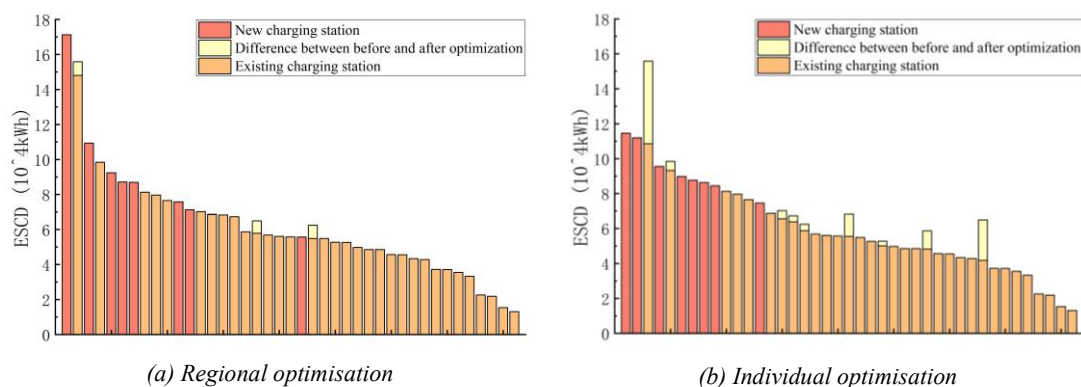 18
16
14
12
10
8
6
4
2
0
ESCD (10^4kWh)
New charging station
Difference between before and after optimization
Existing charging station
(a) Regional optimisation
18
16
14
12
10
8
6
4
2
0
ESCD (10^4kWh)
New charging station
Difference between before and after optimization
Existing charging station
(b) Individual optimisation